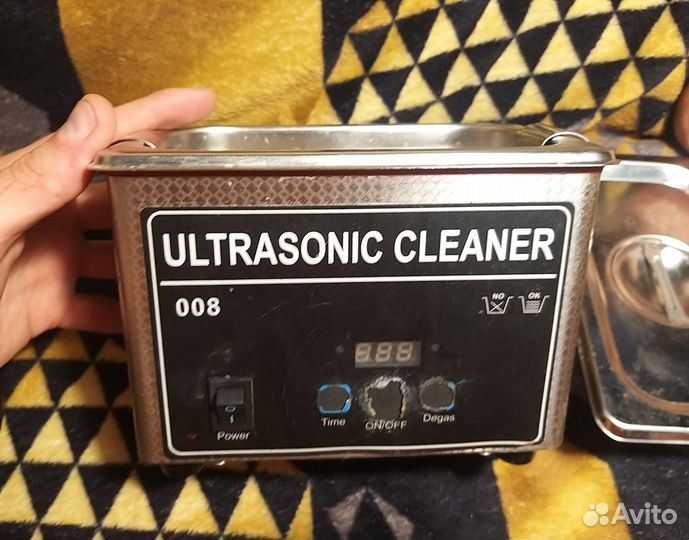 ULTRASONIC CLEANER
008
NO OK
888
Power
Time
ON/OFF
Degas
Avito